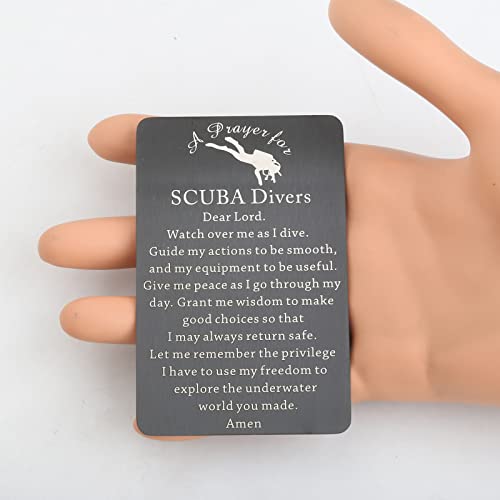 A Prayer for
SCUBA Divers
Dear Lord.
Watch over me as I dive.
Guide my actions to be smooth,
and my equipment to be useful.
Give me peace as I go through my
day. Grant me wisdom to make
good choices so that
I may always return safe.
Let me remember the privilege
I have to use my freedom to
explore the underwater
world you made.
Amen